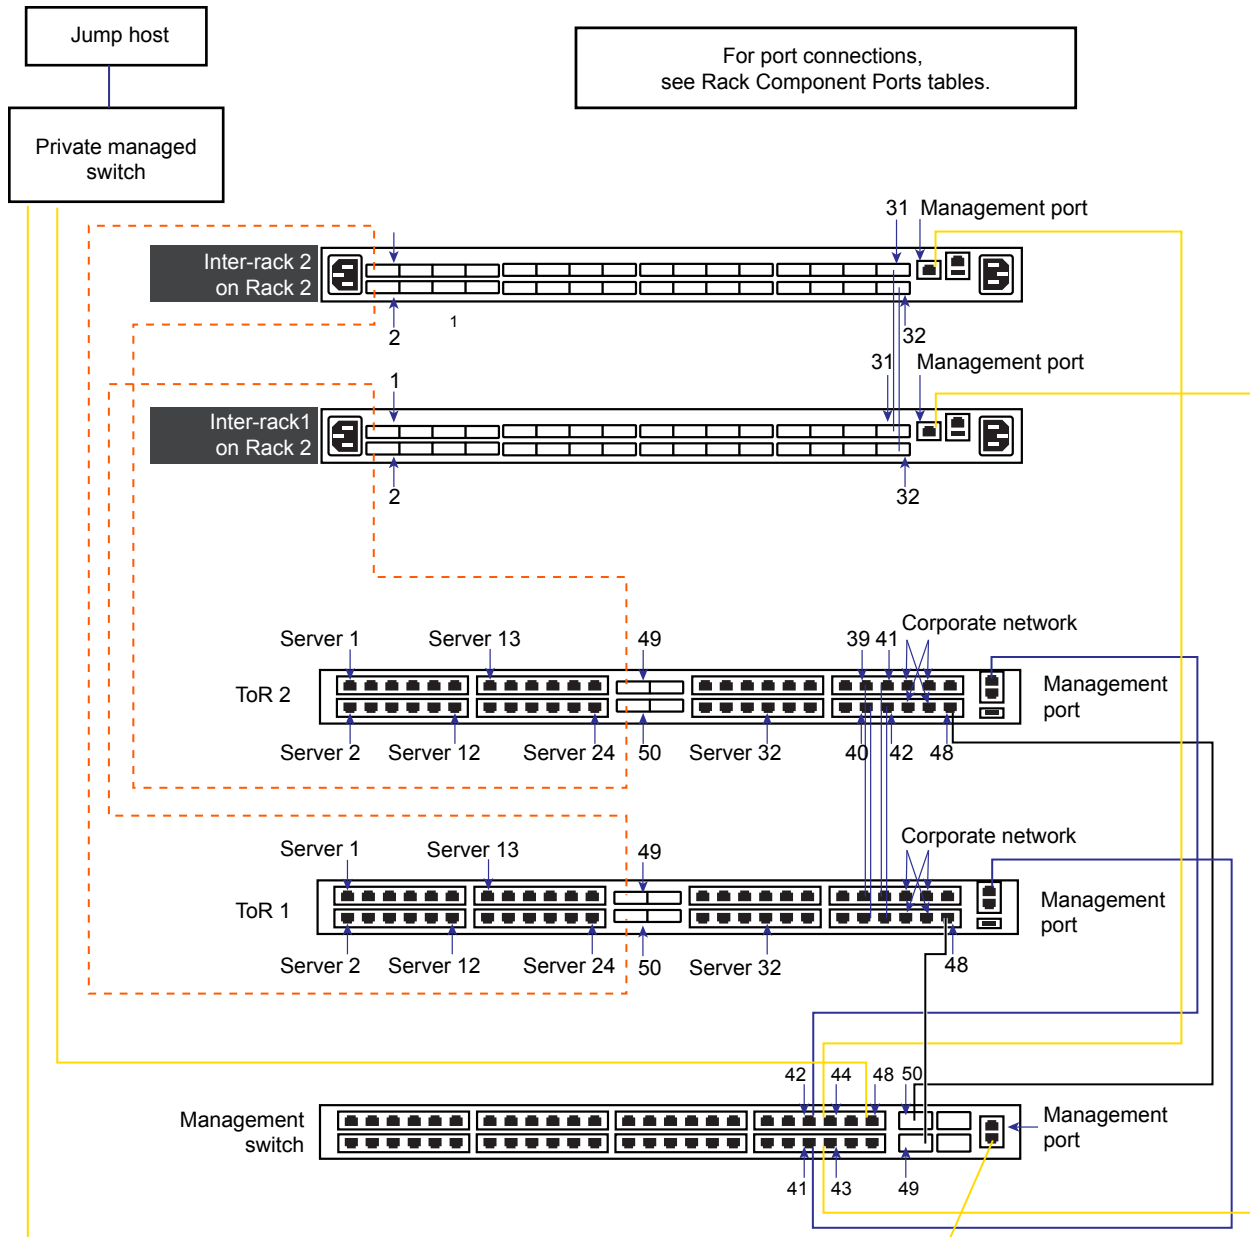 Jump host
For port connections,
see Rack Component Ports tables.
Private managed
switch
31 Management port
Inter-rack 2
on Rack 2
1
2
32
31 Management port
1
Inter-rack1
on Rack 2
2
32
Corporate network
Server 1
Server 13
49
39 41
ToR 2
Management
port
Server 2
Server 12
Server 24
50
Server 32
40
42
48
Corporate network
Server 1
Server 13
49
ToR 1
Management
port
Server 2
Server 12
Server 24
50
Server 32
48
42
44
48
50
Management
switch
Management
port
41
43
49